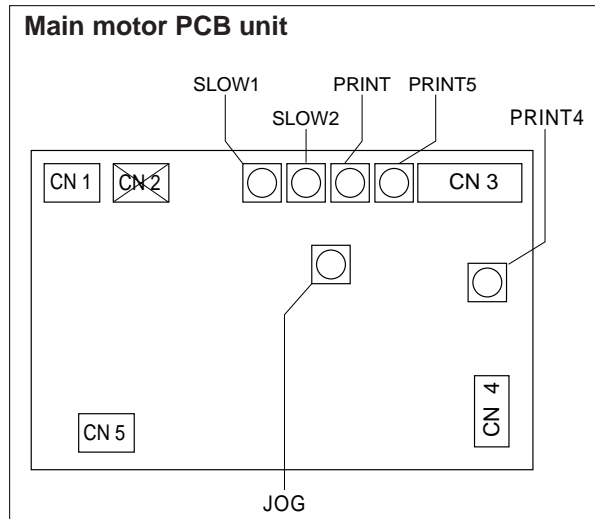 Main motor PCB unit
SLOW1 PRINT PRINT5
SLOW2 PRINT4
CN 1 CN 2 CN 3
CN 4
CN 5
JOG